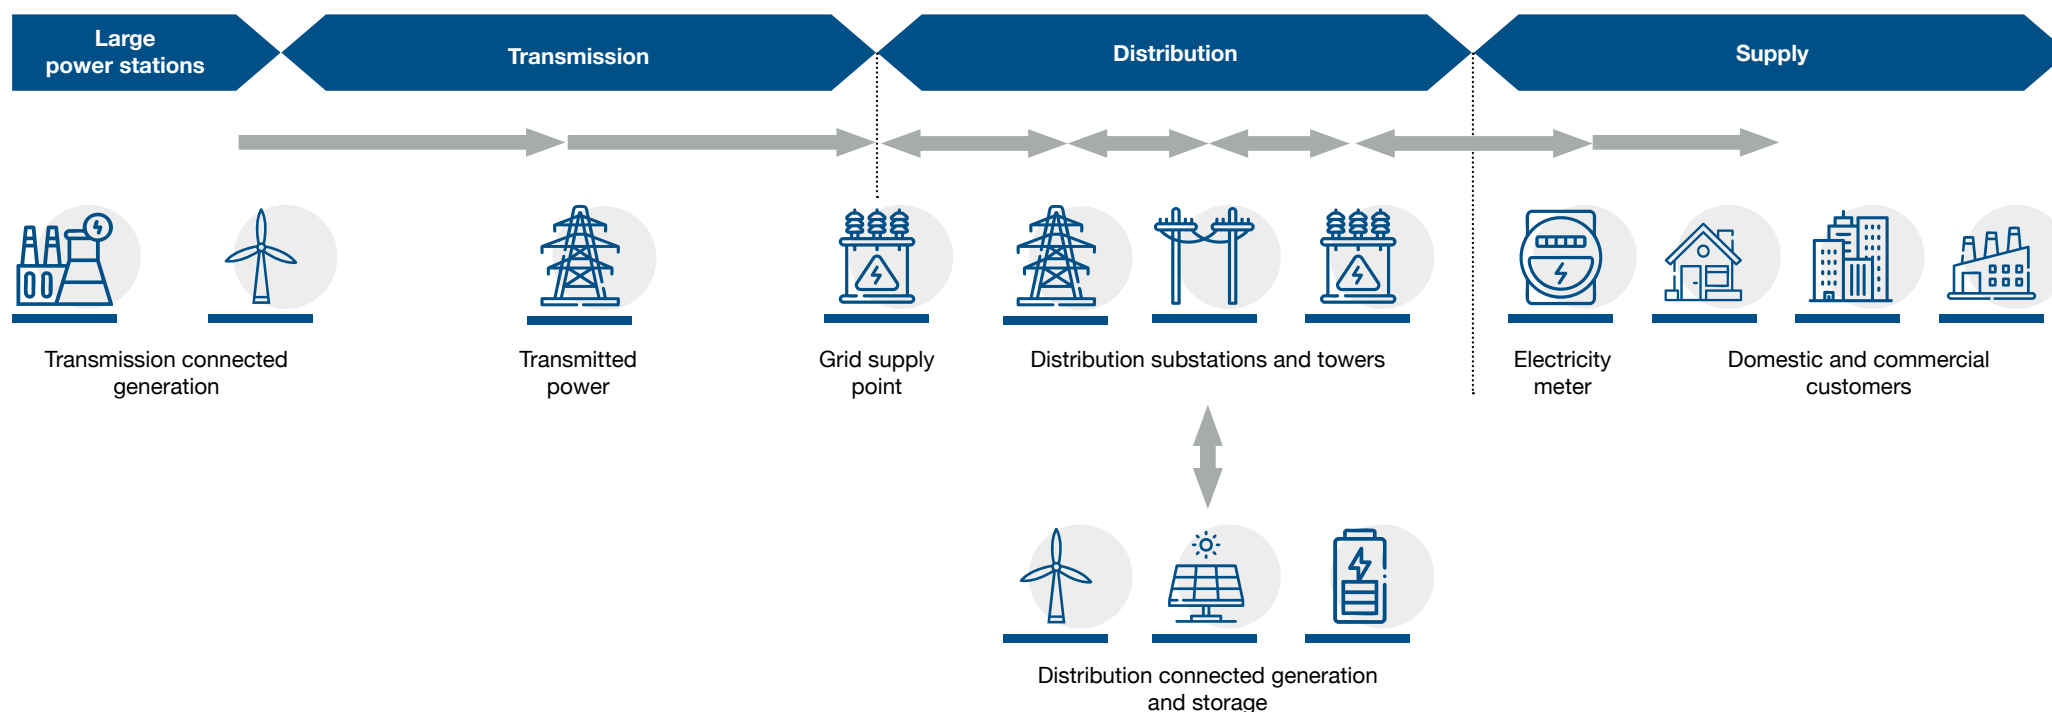 Large
power stations
Transmission
Distribution
Supply
Transmission connected
generation
Transmitted
power
Grid supply
point
Distribution substations and towers
Electricity
meter
Domestic and commercial
customers
Distribution connected generation
and storage